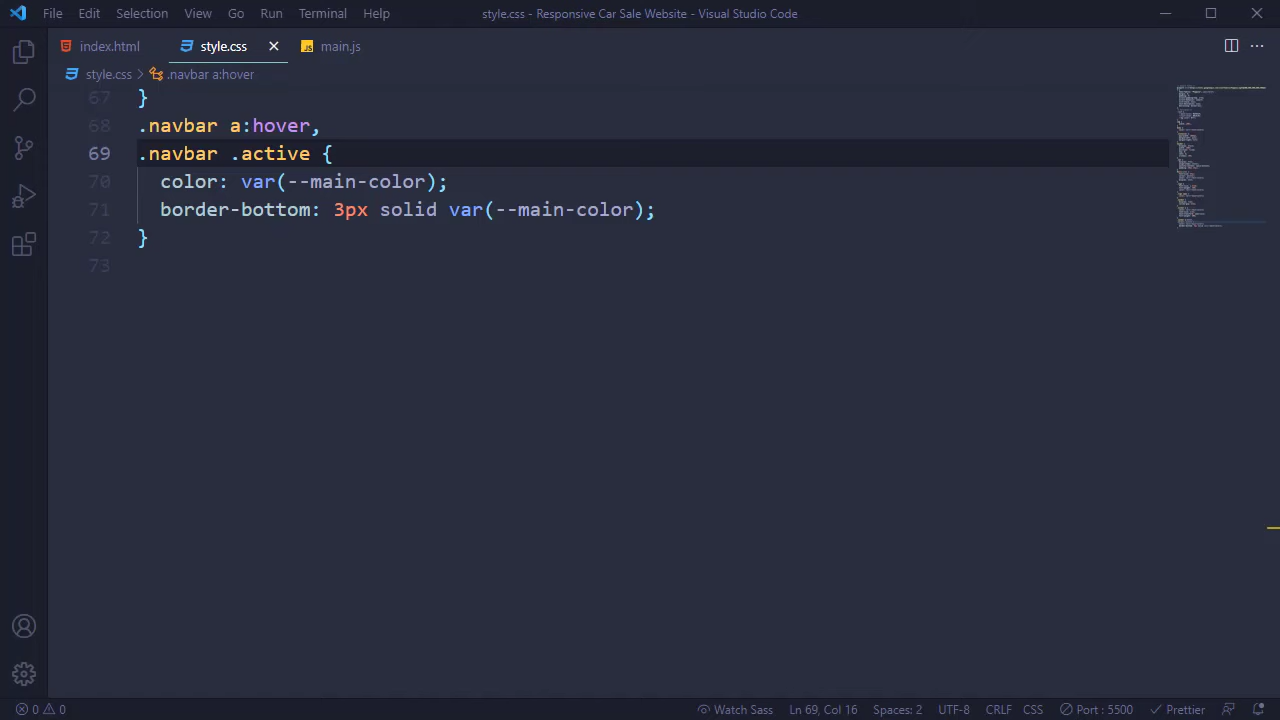 File Edit Selection View Go Run Terminal Help
style.css - Responsive Car Sale Website - Visual Studio Code
index.html style.css main.js
style.css .navbar a:hover
67 }
68 .navbar a:hover,
69 .navbar .active {
70 color: var(--main-color);
71 border-bottom: 3px solid var(--main-color);
72 }
73
0 0 Watch Sass Ln 69, Col 16 Spaces: 2 UTF-8 CRLF CSS Port : 5500 Prettier